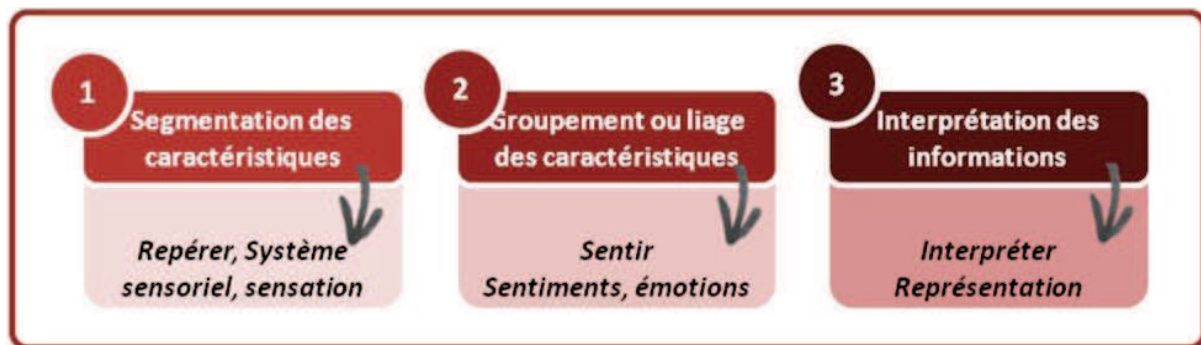 1
Segmentation des
caractéristiques
Repérer, Système
sensoriel, sensation
2
Groupement ou liage
des caractéristiques
Sentir
Sentiments, émotions
3
Interprétation des
informations
Interpréter
Représentation